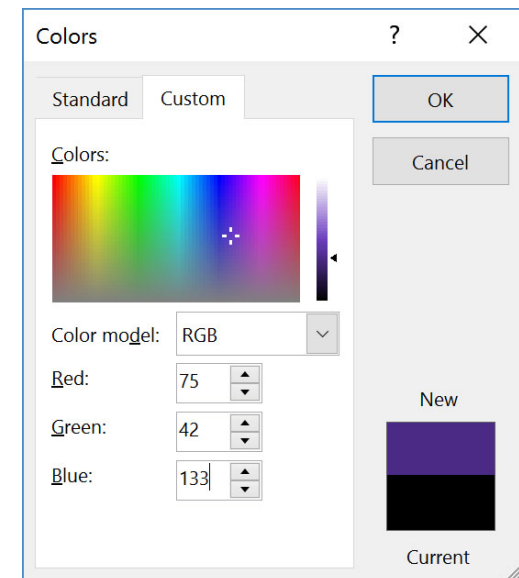 Colors ?
Standard Custom OK
Colors: Cancel
Color model: RGB
Red: 75
New
Green: 42
Blue: 133
Current